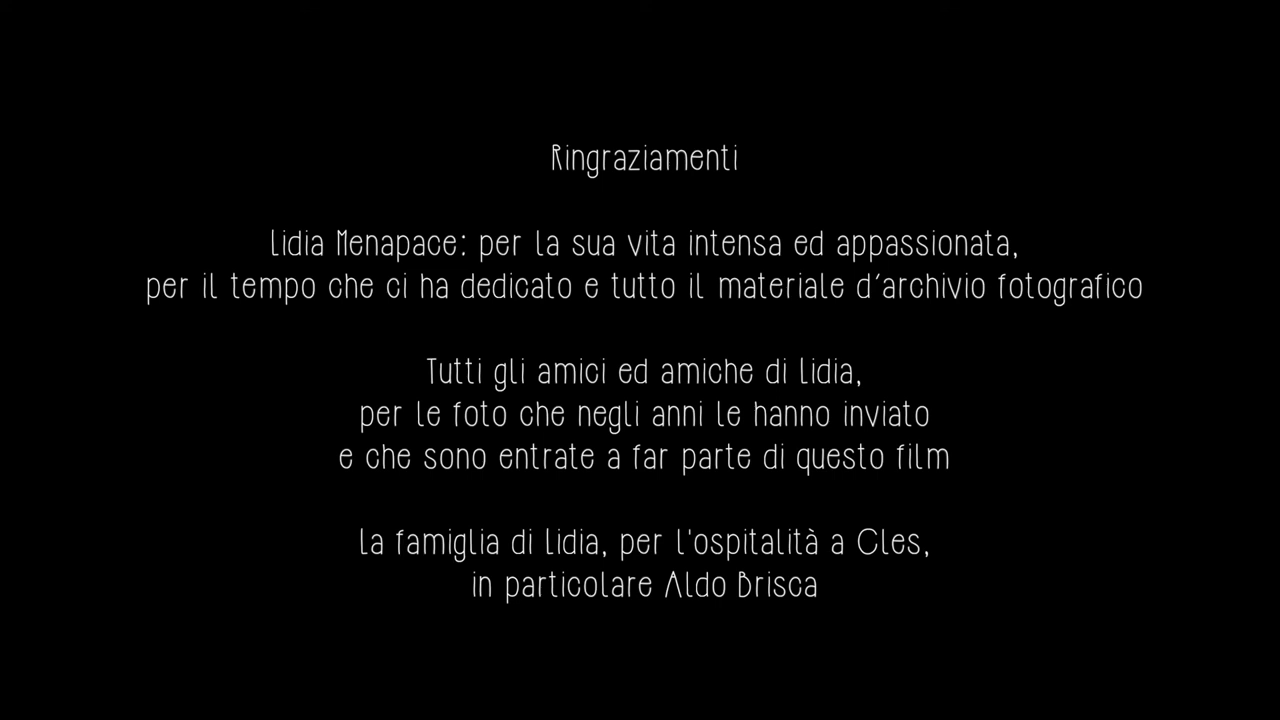 Ringraziamenti
Lidia Menapace: per la sua vita intensa ed appassionata,
per il tempo che ci ha dedicato e tutto il materiale d'archivio fotografico
Tutti gli amici ed amiche di Lidia,
per le foto che negli anni le hanno inviato
e che sono entrate a far parte di questo film
La famiglia di Lidia, per l'ospitalità a Cles,
in particolare Aldo Brisca